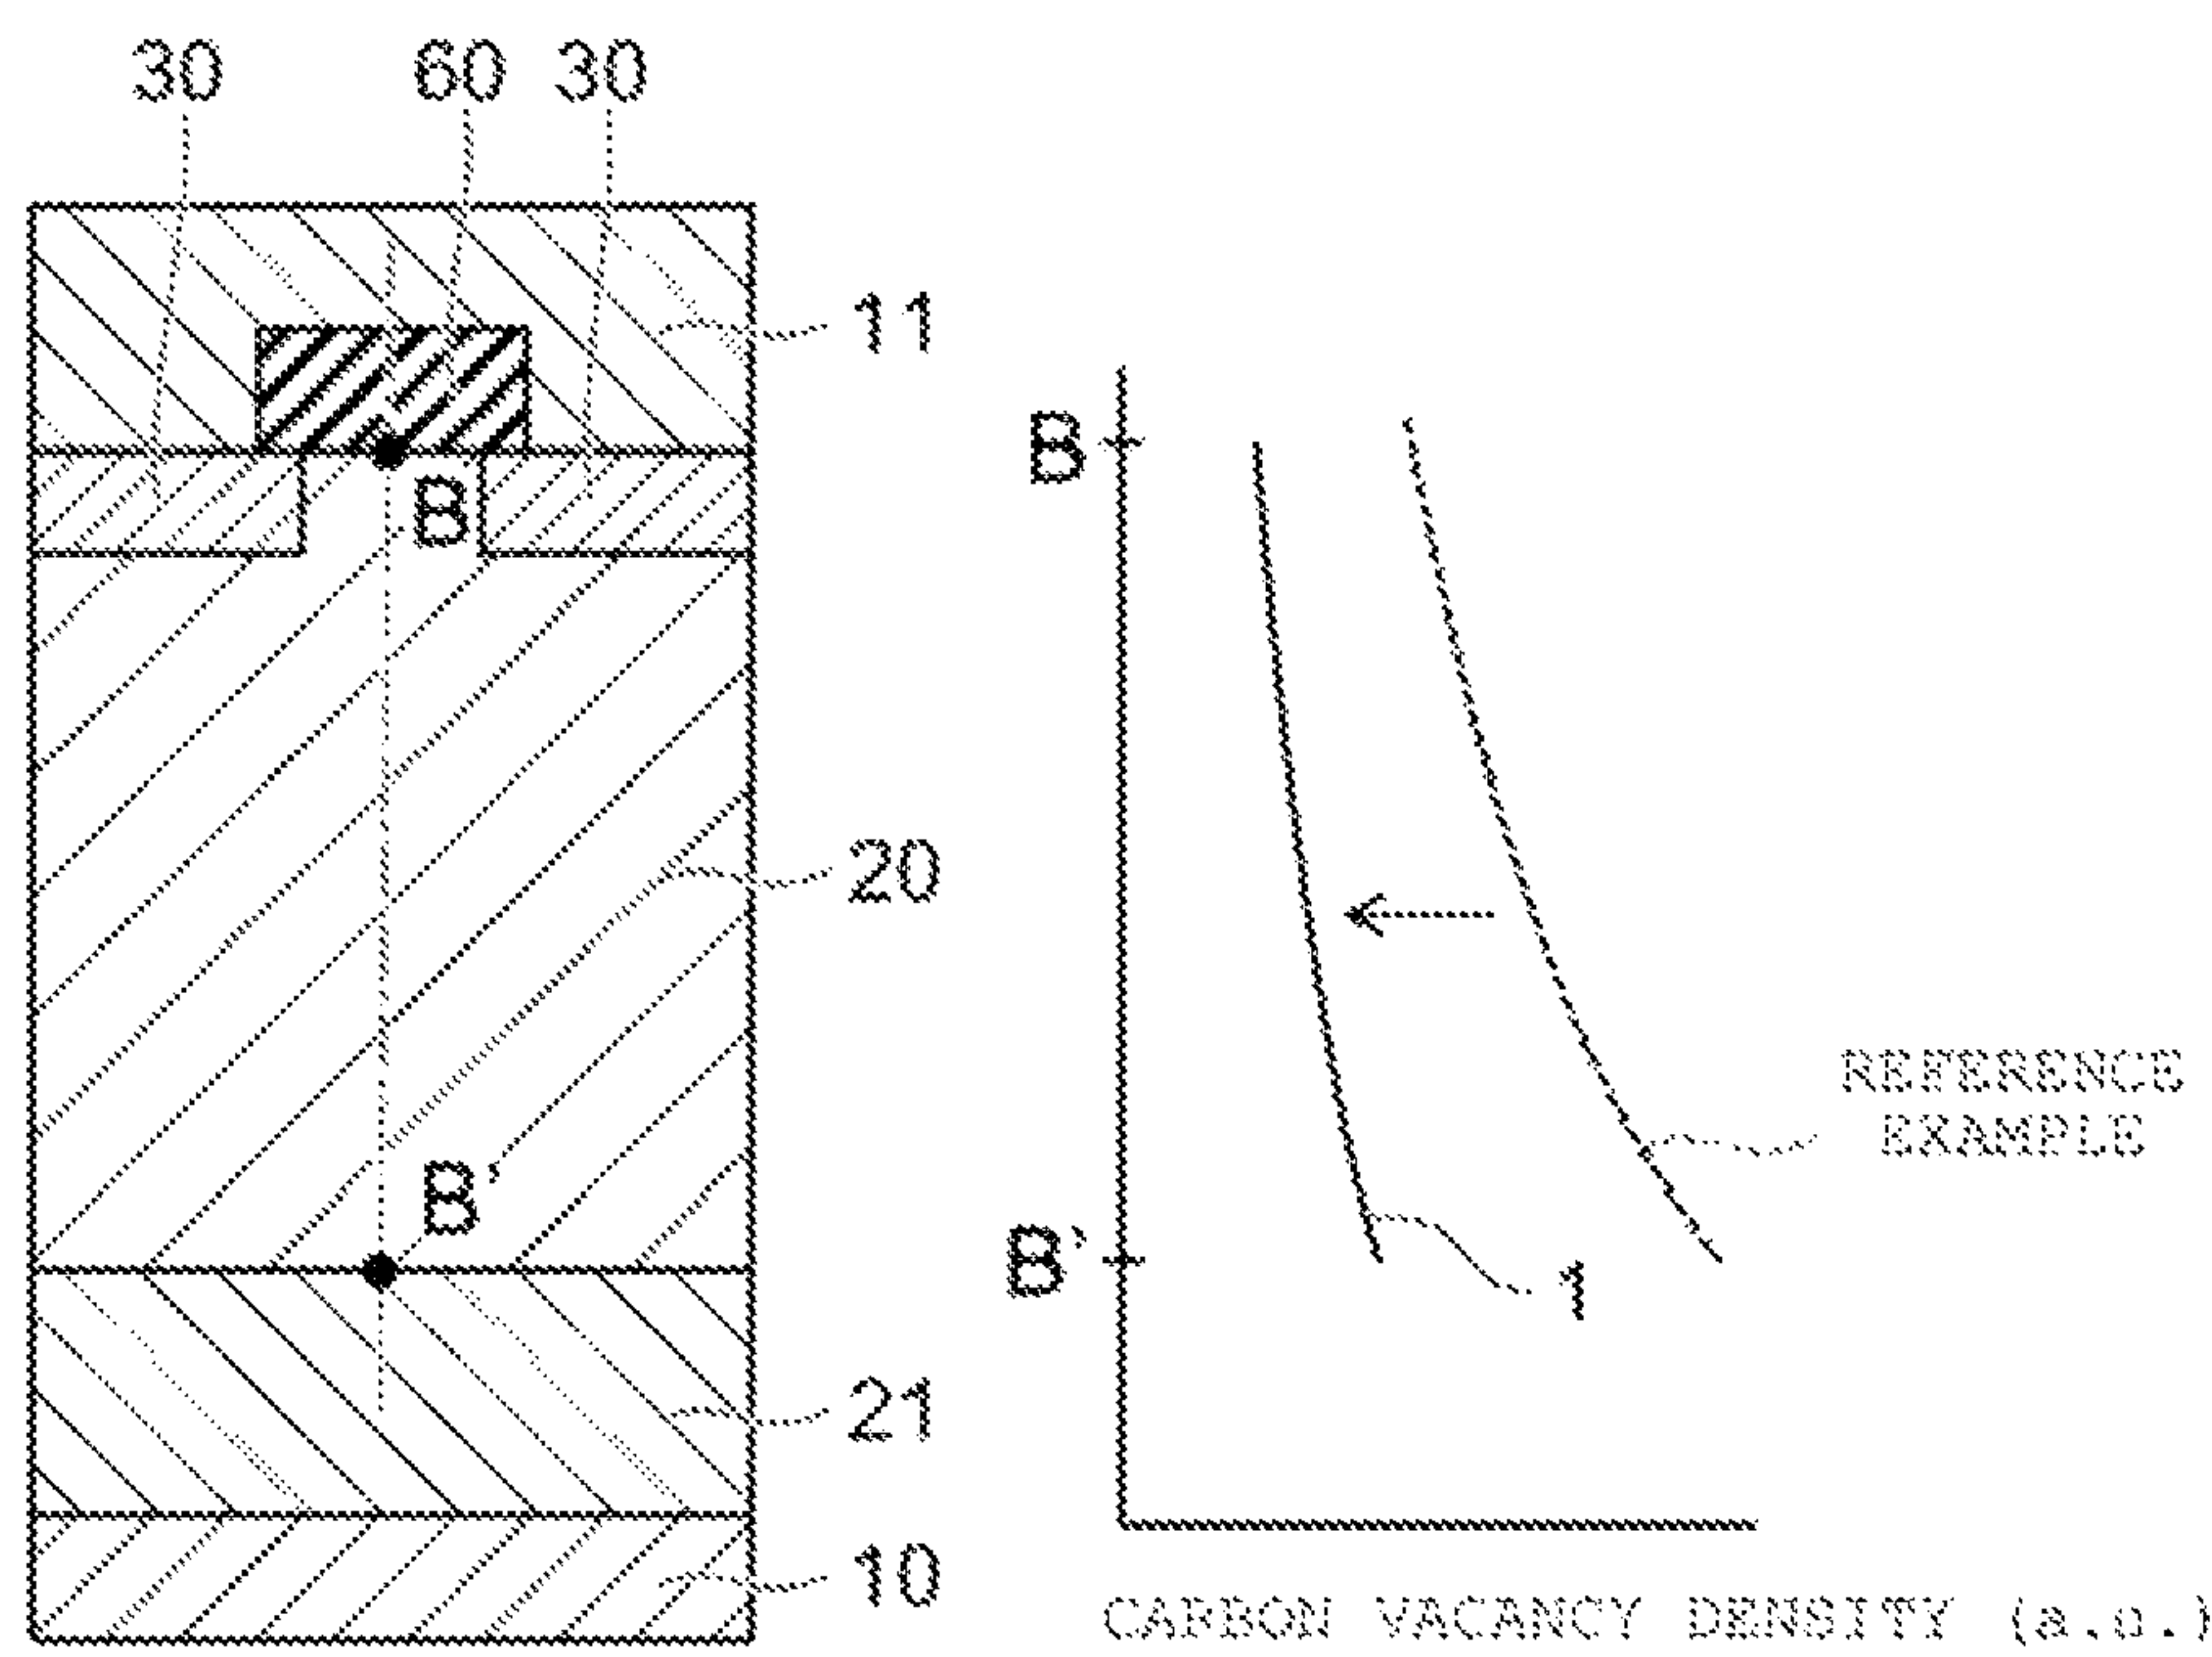 30 60 30
11
B
B
20
REFERENCE
EXAMPLE
B'
B'
1
21
10
CARBON VACANCY DENSITY (a.u.)